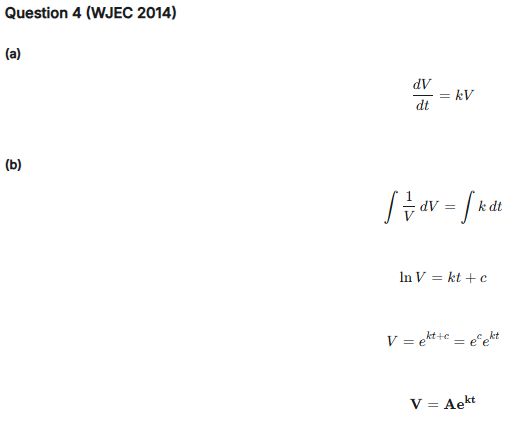 Question 4 (WJEC 2014)
(a)
dV/dt = kV
(b)
∫ 1/V dV = ∫ k dt
ln V = kt + c
V = e^{kt+c} = e^c e^{kt}
V = Ae^{kt}